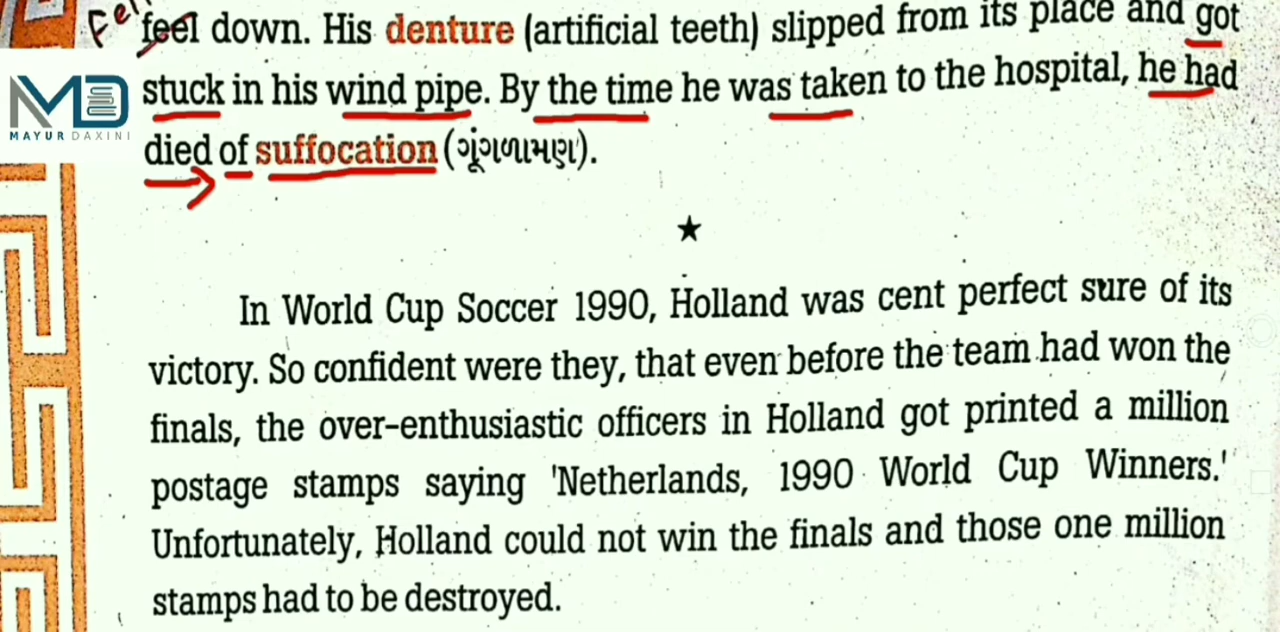 Fell
feel down. His denture (artificial teeth) slipped from its place and got
stuck in his wind pipe. By the time he was taken to the hospital, he had
died of suffocation (ગૂંગળામણ).
MD
MAYUR DAXINI
★
In World Cup Soccer 1990, Holland was cent perfect sure of its
victory. So confident were they, that even before the team had won the
finals, the over-enthusiastic officers in Holland got printed a million
postage stamps saying 'Netherlands, 1990 World Cup Winners.'
Unfortunately, Holland could not win the finals and those one million
stamps had to be destroyed.